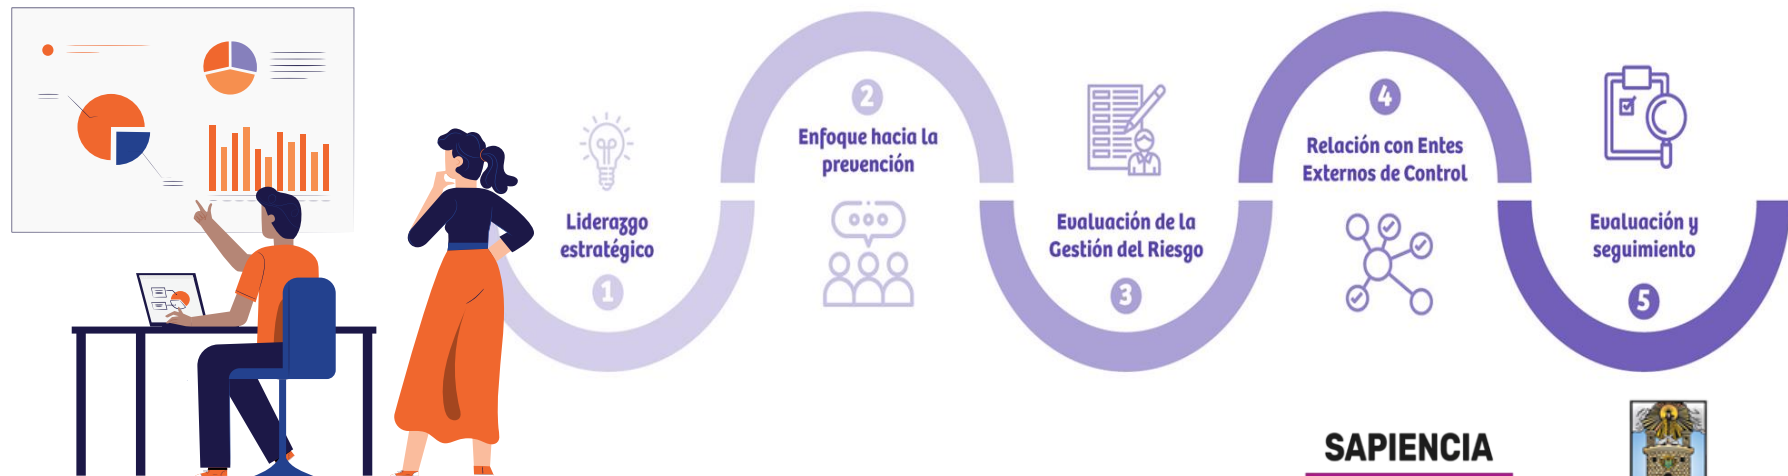 Liderazgo
estratégico
1
2
Enfoque hacia la
prevención
Evaluación de la
Gestión del Riesgo
3
4
Relación con Entes
Externos de Control
Evaluación y
seguimiento
5
SAPIENCIA